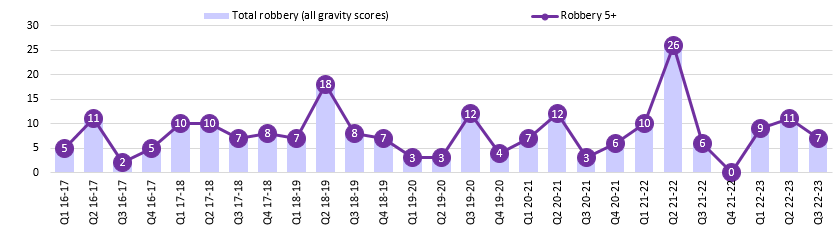 Total robbery (all gravity scores) Robbery 5+
30
25
20
15
10
5
0
5 11 2 5 10 10 7 8 7 18 8 7 3 3 12 4 7 12 3 6 10 26 6 0 9 11 7
Q1 16-17 Q2 16-17 Q3 16-17 Q4 16-17 Q1 17-18 Q2 17-18 Q3 17-18 Q4 17-18 Q1 18-19 Q2 18-19 Q3 18-19 Q4 18-19 Q1 19-20 Q2 19-20 Q3 19-20 Q4 19-20 Q1 20-21 Q2 20-21 Q3 20-21 Q4 20-21 Q1 21-22 Q2 21-22 Q3 21-22 Q4 21-22 Q1 22-23 Q2 22-23 Q3 22-23